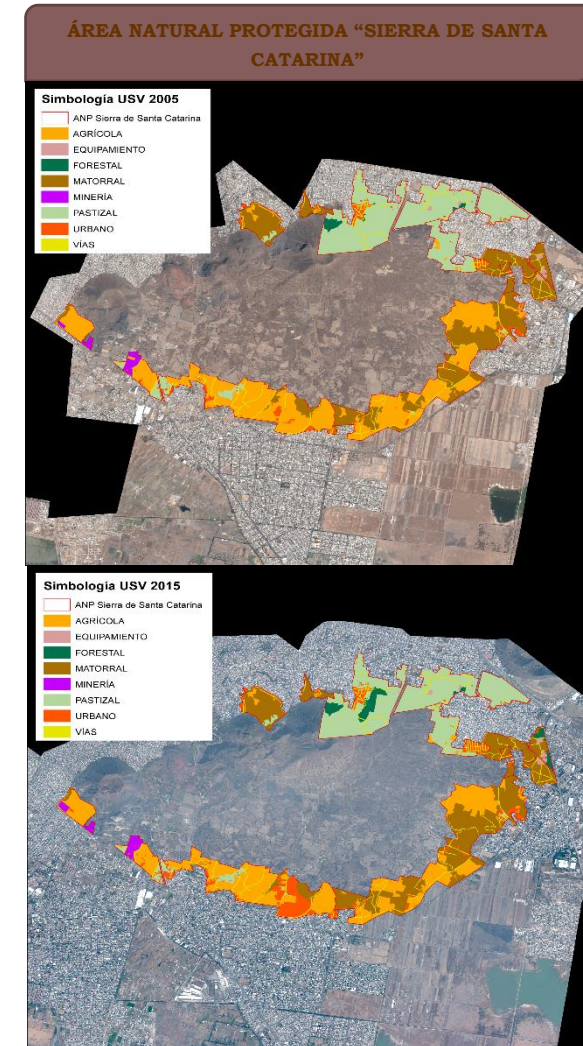 ÁREA NATURAL PROTEGIDA “SIERRA DE SANTA
CATARINA”
Simbología USV 2005
ANP Sierra de Santa Catarina
AGRÍCOLA
EQUIPAMIENTO
FORESTAL
MATORRAL
MINERÍA
PASTIZAL
URBANO
VÍAS
Simbología USV 2015
ANP Sierra de Santa Catarina
AGRÍCOLA
EQUIPAMIENTO
FORESTAL
MATORRAL
MINERÍA
PASTIZAL
URBANO
VÍAS